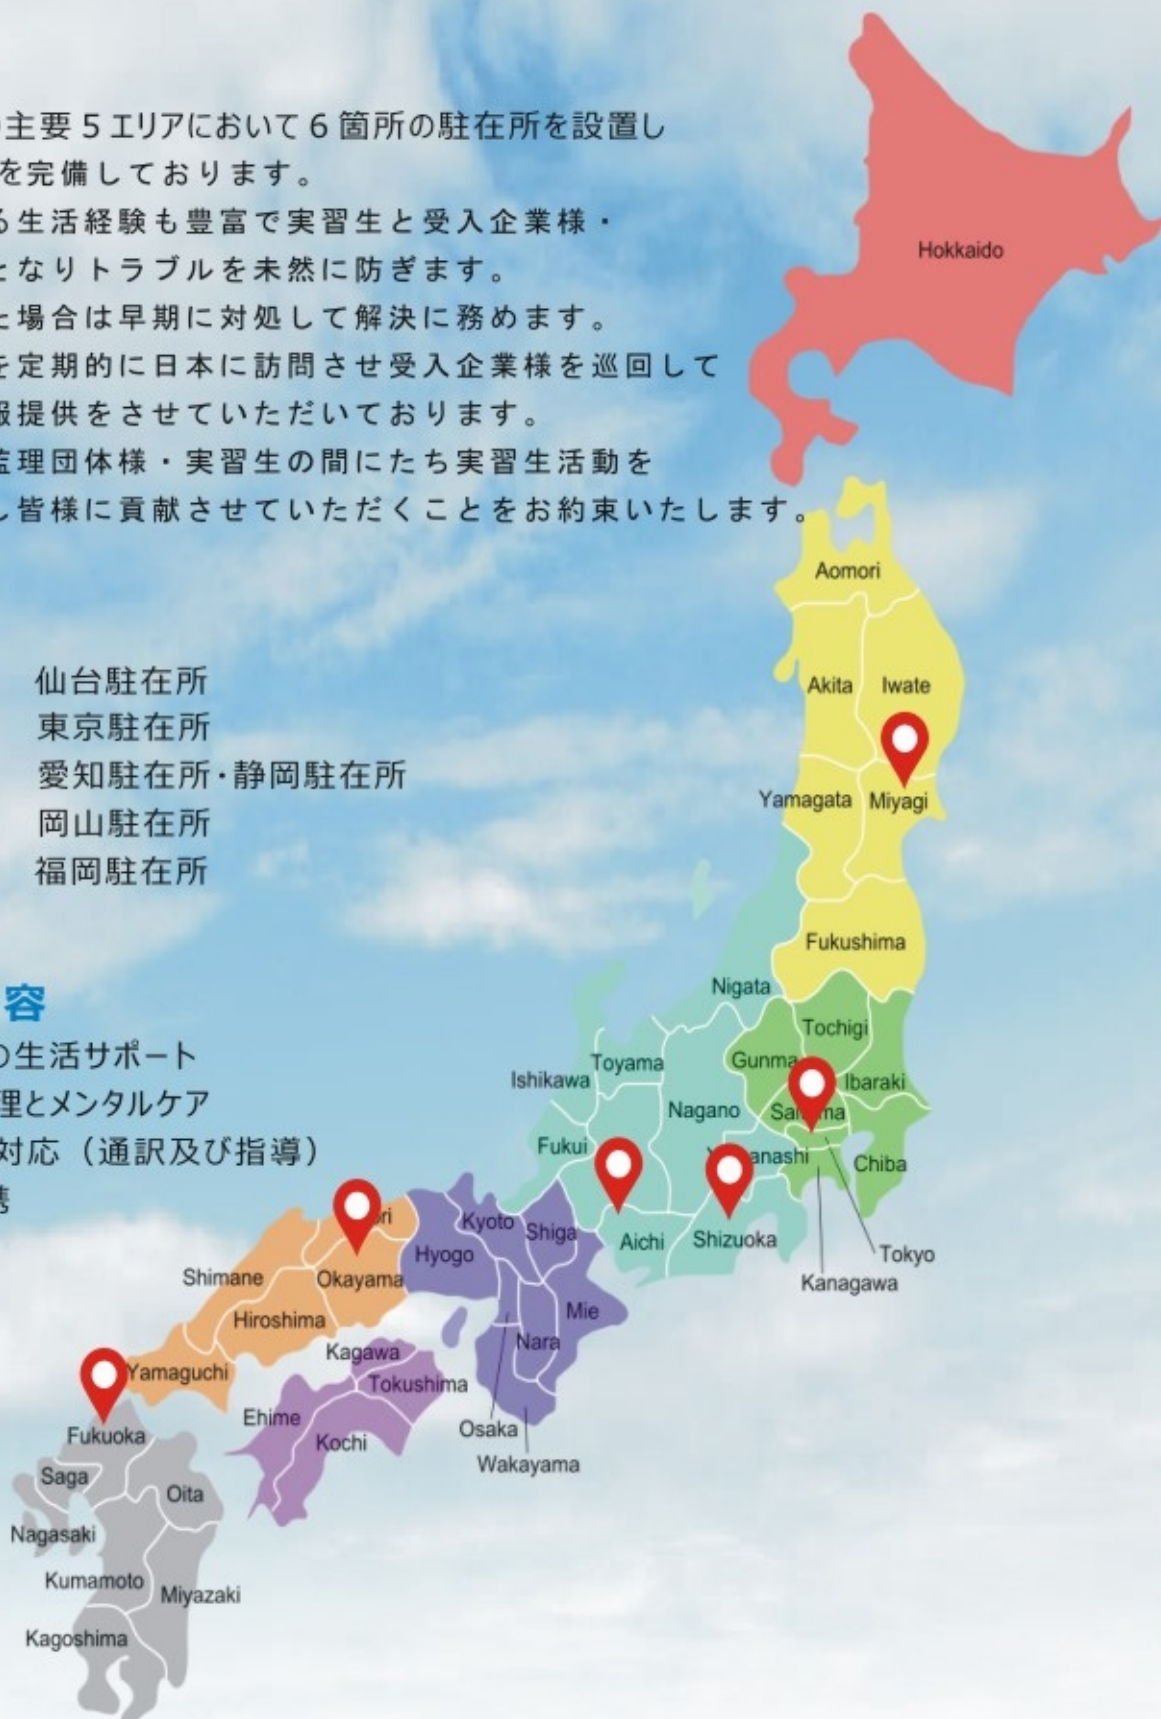 主要５エリアにおいて６箇所の駐在所を設置し
を完備しております。
る生活経験も豊富で実習生と受入企業様・
となりトラブルを未然に防ぎます。
た場合は早期に対処して解決に務めます。
を定期的に日本に訪問させ受入企業様を巡回して
報提供をさせていただいております。
監理団体様・実習生の間にたち実習生活動を
し皆様に貢献させていただくことをお約束いたします。
仙台駐在所
東京駐在所
愛知駐在所・静岡駐在所
岡山駐在所
福岡駐在所
容
の生活サポート
理とメンタルケア
対応（通訳及び指導）
携
Hokkaido
Aomori
Akita
Iwate
Yamagata
Miyagi
Fukushima
Nigata
Tochigi
Toyama
Gunma
Ishikawa
Ibaraki
Nagano
Fukui
Chiba
Kyoto
Shiga
Aichi
Shizuoka
Hyogo
Tokyo
Shimane
Okayama
Kanagawa
Mie
Hiroshima
Nara
Kagawa
Yamaguchi
Tokushima
Ehime
Osaka
Fukuoka
Kochi
Wakayama
Saga
Oita
Nagasaki
Kumamoto
Miyazaki
Kagoshima